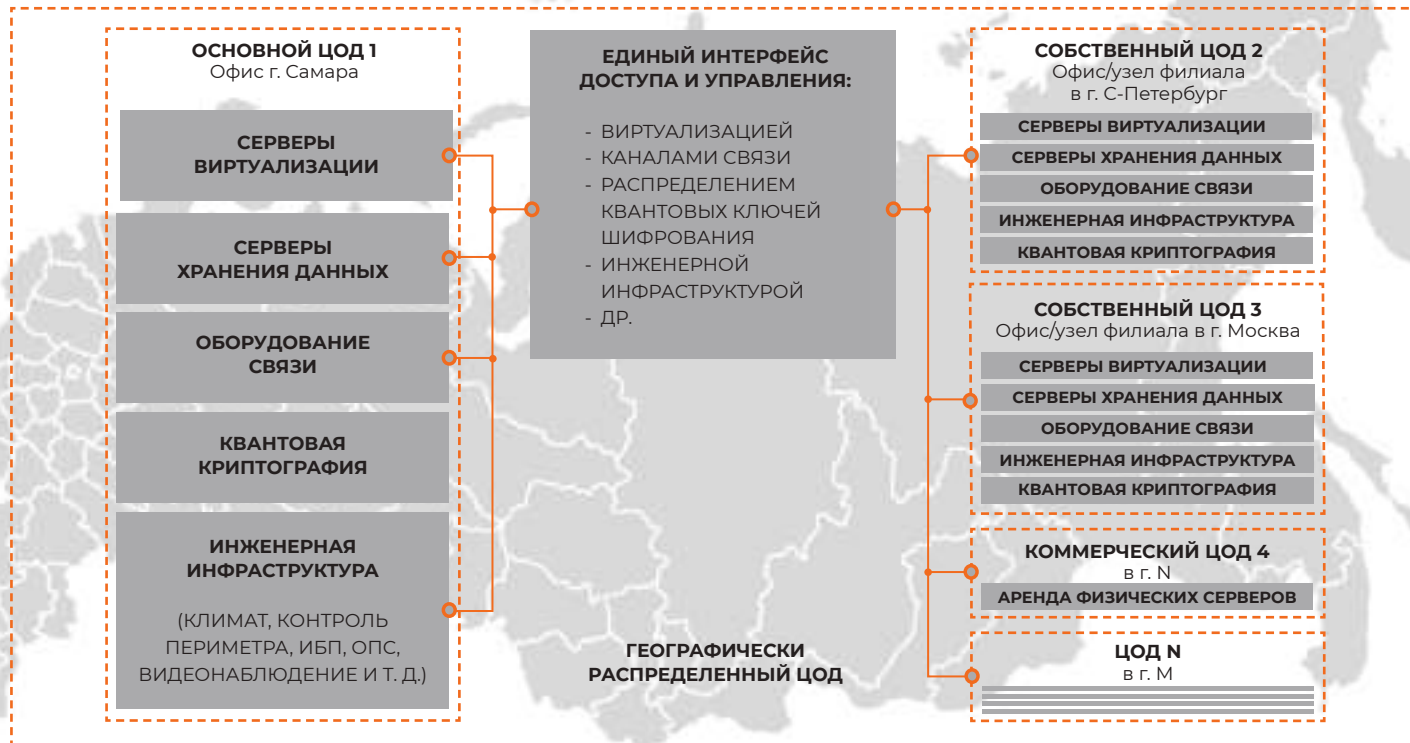 ОСНОВНОЙ ЦОД 1
Офис г. Самара
СЕРВЕРЫ
ВИРТУАЛИЗАЦИИ
СЕРВЕРЫ
ХРАНЕНИЯ ДАННЫХ
ОБОРУДОВАНИЕ
СВЯЗИ
КВАНТОВАЯ
КРИПТОГРАФИЯ
ИНЖЕНЕРНАЯ
ИНФРАСТРУКТУРА
(КЛИМАТ, КОНТРОЛЬ
ПЕРИМЕТРА, ИБП, ОПС,
ВИДЕОНАБЛЮДЕНИЕ И Т. Д.)
ЕДИНЫЙ ИНТЕРФЕЙС
ДОСТУПА И УПРАВЛЕНИЯ:
- ВИРТУАЛИЗАЦИЕЙ
- КАНАЛАМИ СВЯЗИ
- РАСПРЕДЕЛЕНИЕМ
КВАНТОВЫХ КЛЮЧЕЙ
ШИФРОВАНИЯ
- ИНЖЕНЕРНОЙ
ИНФРАСТРУКТУРОЙ
- ДР.
ГЕОГРАФИЧЕСКИ
РАСПРЕДЕЛЕННЫЙ ЦОД
СОБСТВЕННЫЙ ЦОД 2
Офис/узел филиала
в г. С-Петербург
СЕРВЕРЫ ВИРТУАЛИЗАЦИИ
СЕРВЕРЫ ХРАНЕНИЯ ДАННЫХ
ОБОРУДОВАНИЕ СВЯЗИ
ИНЖЕНЕРНАЯ ИНФРАСТРУКТУРА
КВАНТОВАЯ КРИПТОГРАФИЯ
СОБСТВЕННЫЙ ЦОД 3
Офис/узел филиала в г. Москва
СЕРВЕРЫ ВИРТУАЛИЗАЦИИ
СЕРВЕРЫ ХРАНЕНИЯ ДАННЫХ
ОБОРУДОВАНИЕ СВЯЗИ
ИНЖЕНЕРНАЯ ИНФРАСТРУКТУРА
КВАНТОВАЯ КРИПТОГРАФИЯ
КОММЕРЧЕСКИЙ ЦОД 4
в г. N
АРЕНДА ФИЗИЧЕСКИХ СЕРВЕРОВ
ЦОД N
в г. М